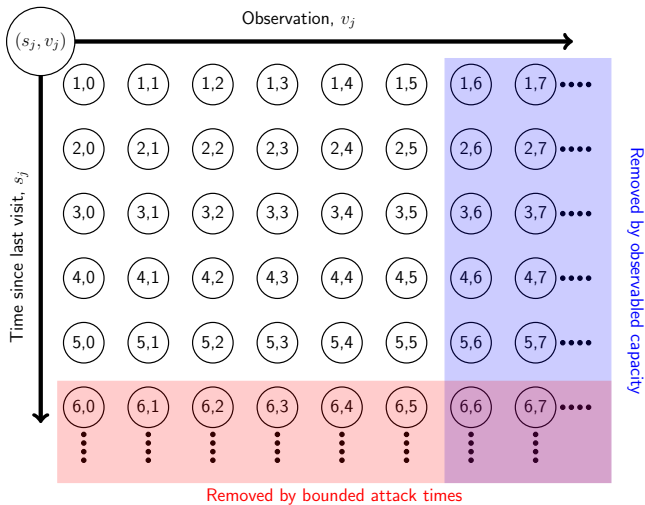 Observation, vⱼ
(sⱼ, vⱼ)
1,0 1,1 1,2 1,3 1,4 1,5 1,6 1,7
2,0 2,1 2,2 2,3 2,4 2,5 2,6 2,7
3,0 3,1 3,2 3,3 3,4 3,5 3,6 3,7
4,0 4,1 4,2 4,3 4,4 4,5 4,6 4,7
5,0 5,1 5,2 5,3 5,4 5,5 5,6 5,7
6,0 6,1 6,2 6,3 6,4 6,5 6,6 6,7
Time since last visit, sⱼ
Removed by observabled capacity
Removed by bounded attack times